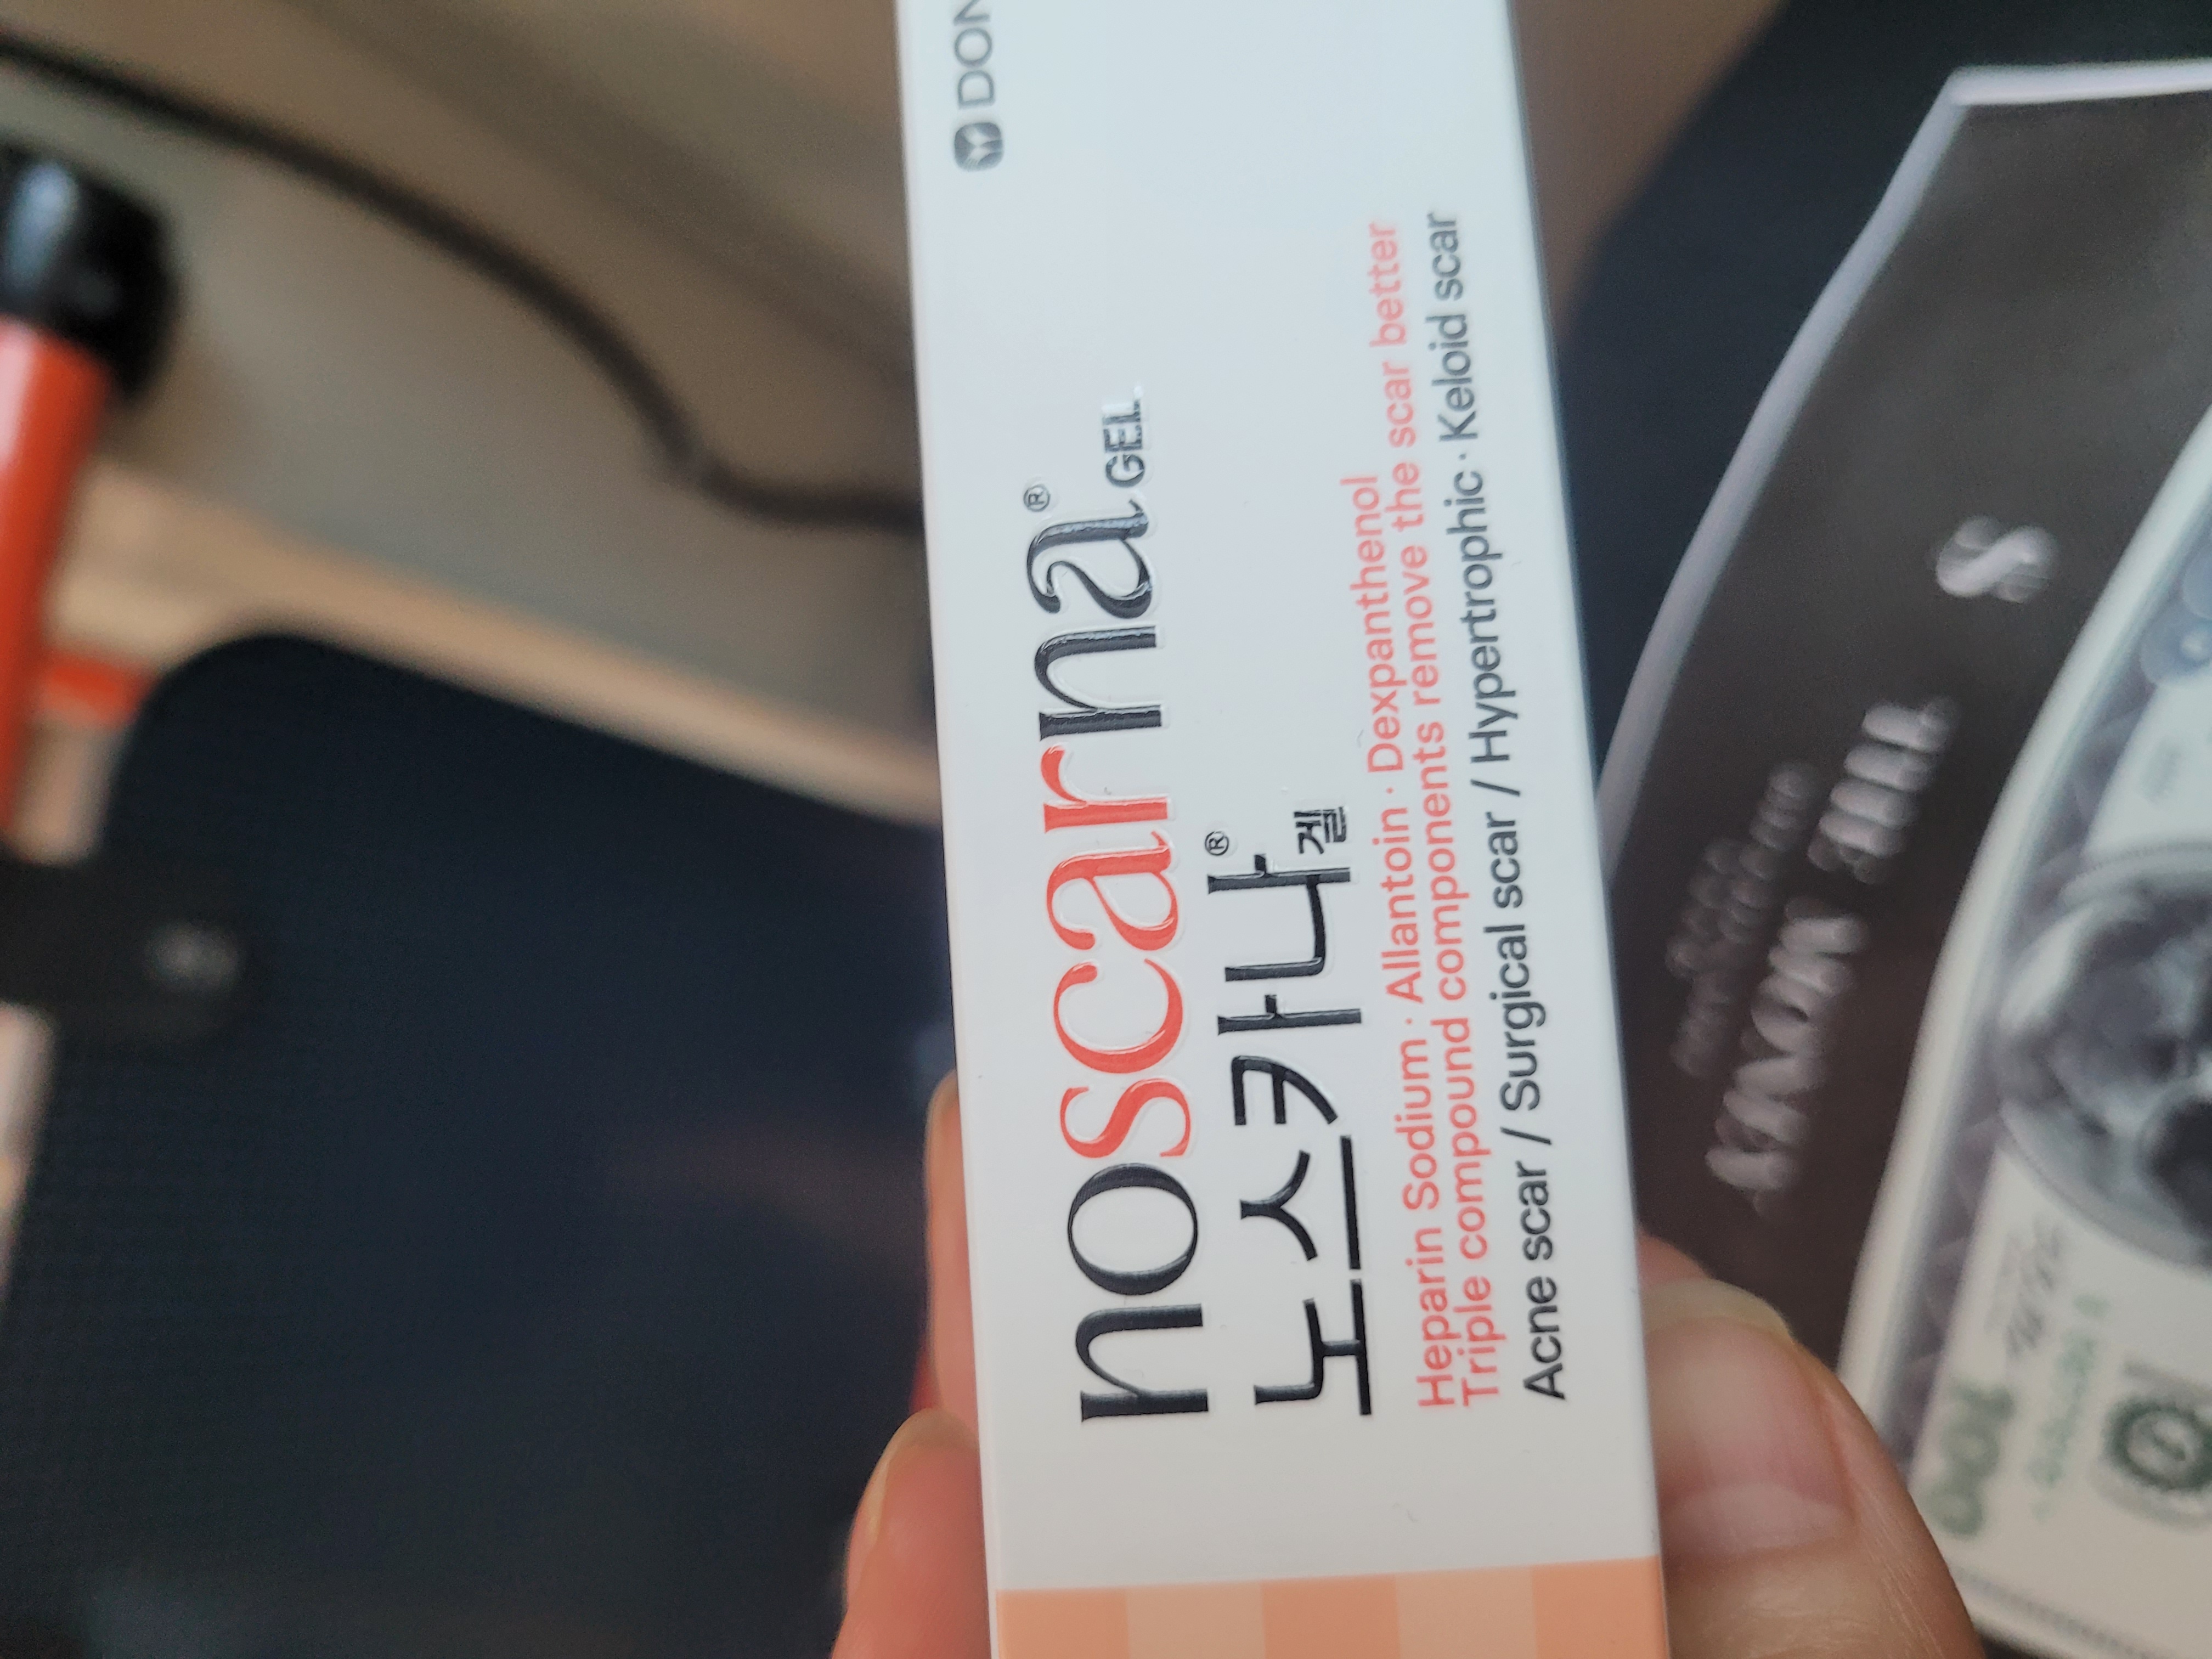 DON
noscarna® GEL
노스카나® 겔
Heparin Sodium · Allantoin · Dexpanthenol
Triple compound components remove the scar better
Acne scar / Surgical scar / Hypertrophic · Keloid scar